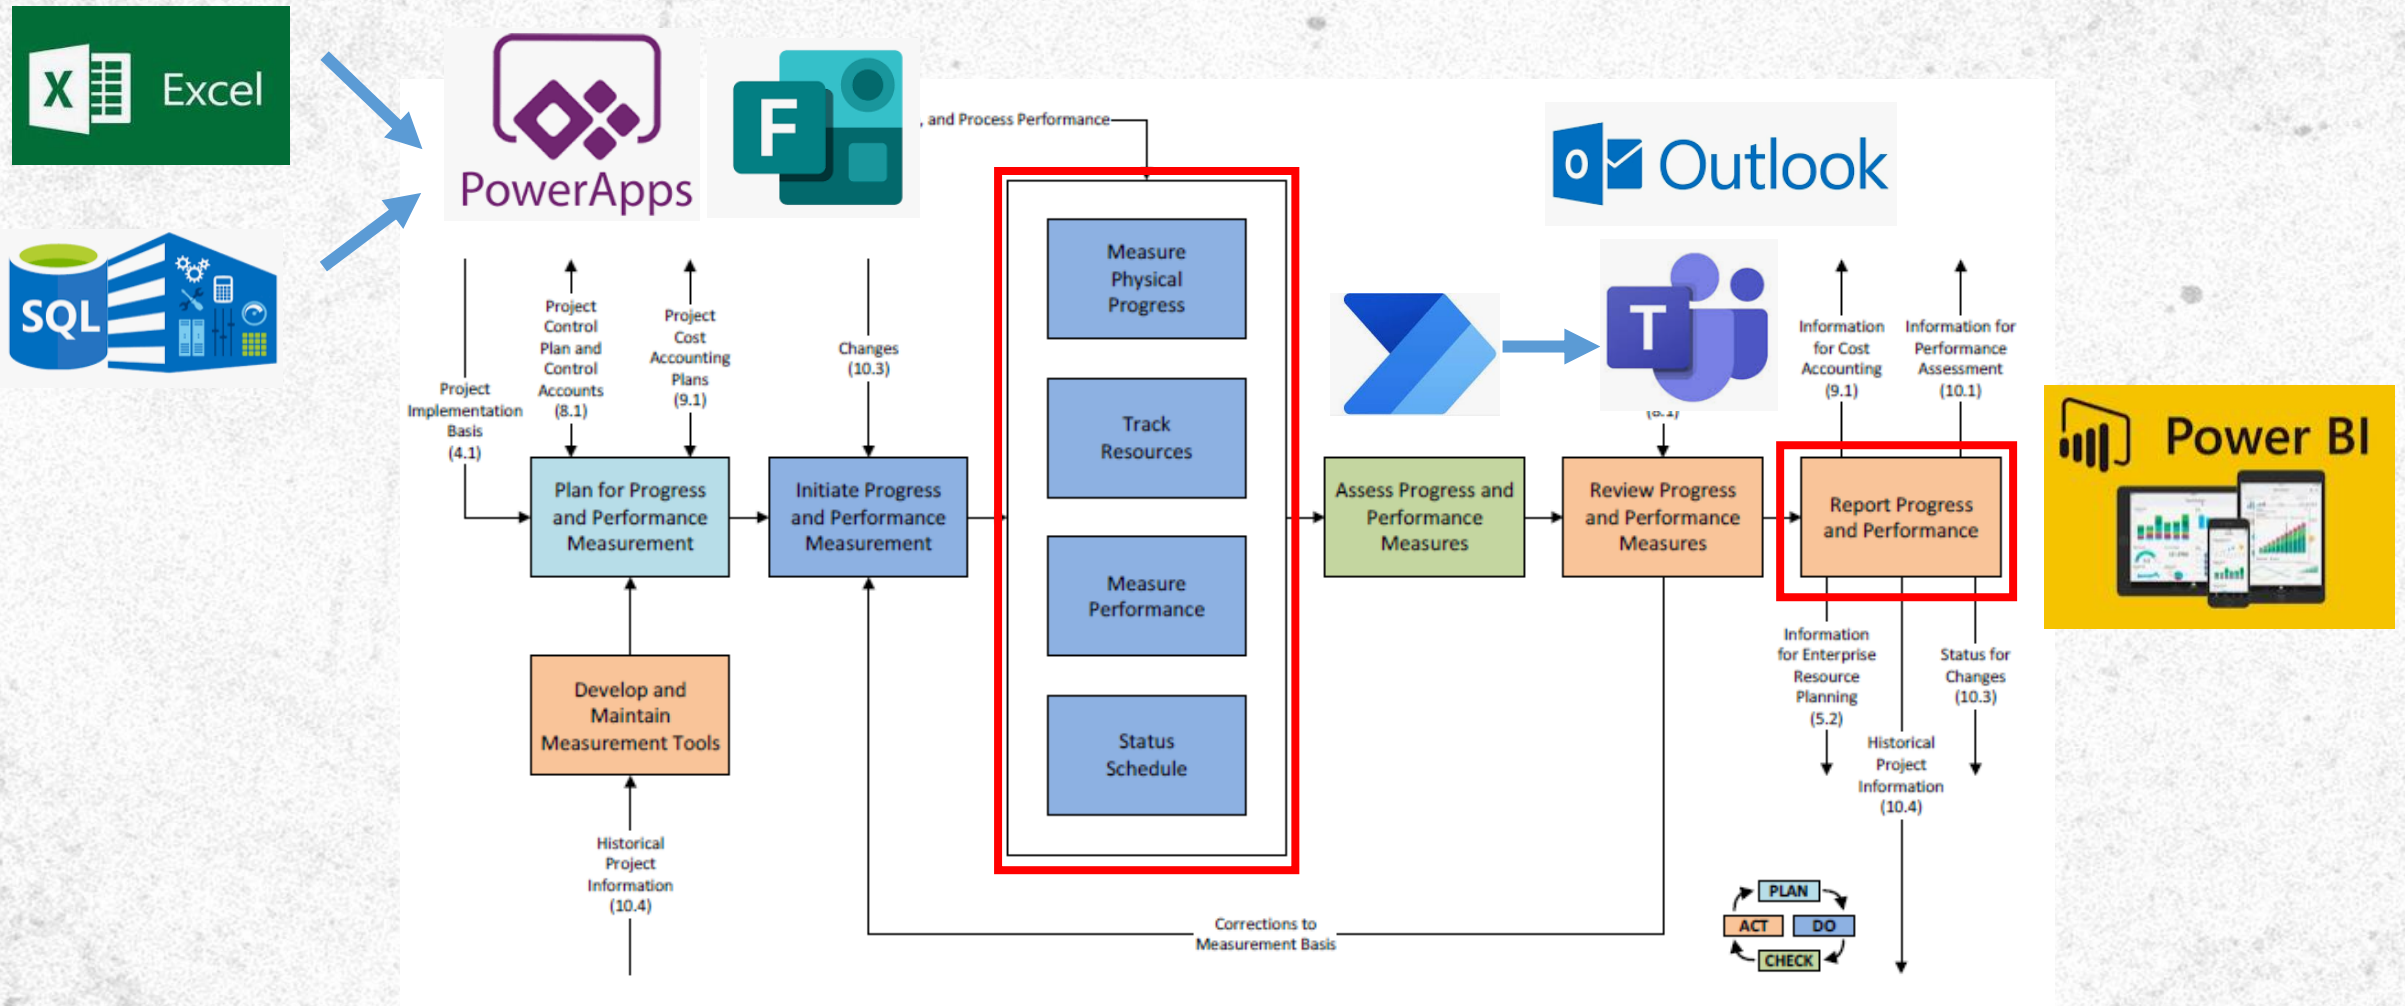 X
Excel
SQL
PowerApps
F
, and Process Performance
O
Outlook
T
Power BI
Project
Implementation
Basis
(4.1)
Project
Control
Plan and
Control
Accounts
(8.1)
Project
Cost
Accounting
Plans
(9.1)
Changes
(10.3)
Information
for Cost
Accounting
(9.1)
Information for
Performance
Assessment
(10.1)
Plan for Progress
and Performance
Measurement
Initiate Progress
and Performance
Measurement
Measure
Physical
Progress
Track
Resources
Measure
Performance
Status
Schedule
Assess Progress and
Performance
Measures
Review Progress
and Performance
Measures
Report Progress
and Performance
Develop and
Maintain
Measurement Tools
Historical
Project
Information
(10.4)
Corrections to
Measurement Basis
Information
for Enterprise
Resource
Planning
(5.2)
Historical
Project
Information
(10.4)
Status for
Changes
(10.3)
PLAN
ACT
DO
CHECK